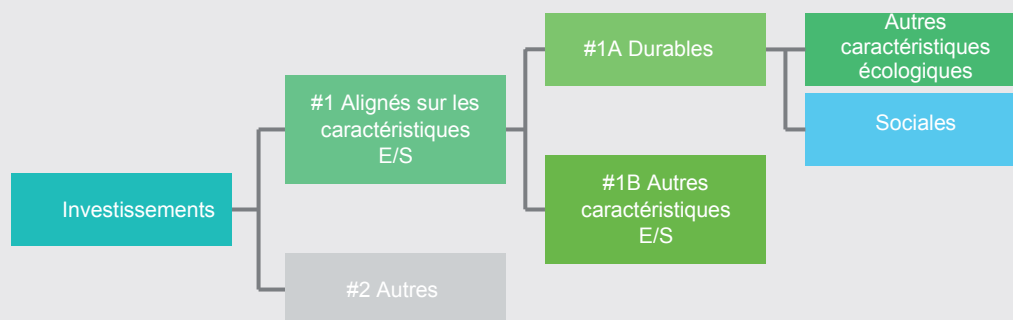 Investissements
#1 Alignés sur les
caractéristiques
E/S
#2 Autres
#1A Durables
#1B Autres
caractéristiques
E/S
Autres
caractéristiques
écologiques
Sociales